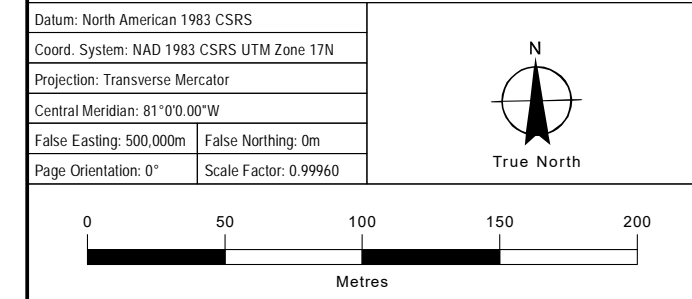 Datum: North American 1983 CSRS
Coord. System: NAD 1983 CSRS UTM Zone 17N
Projection: Transverse Mercator
Central Meridian: 81°0'0.00"W
False Easting: 500,000m False Northing: 0m
Page Orientation: 0° Scale Factor: 0.99960
N
True North
0 50 100 150 200
Metres